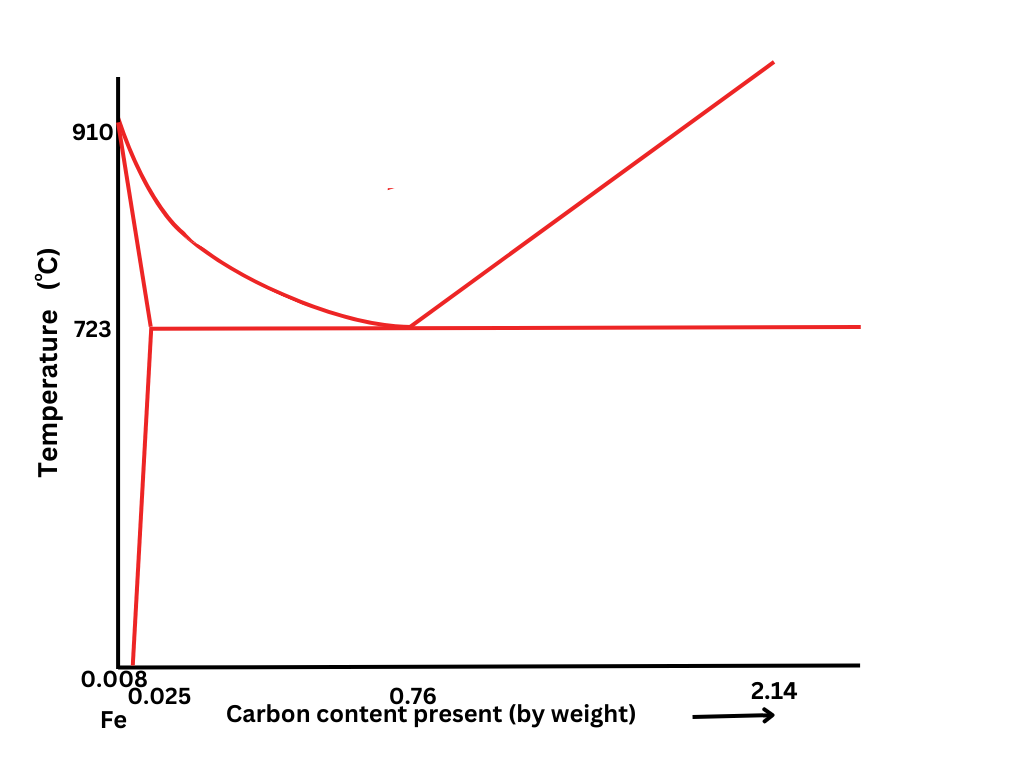 910
Temperature (°C)
723
0.008
0.025
0.76
2.14
Fe
Carbon content present (by weight)